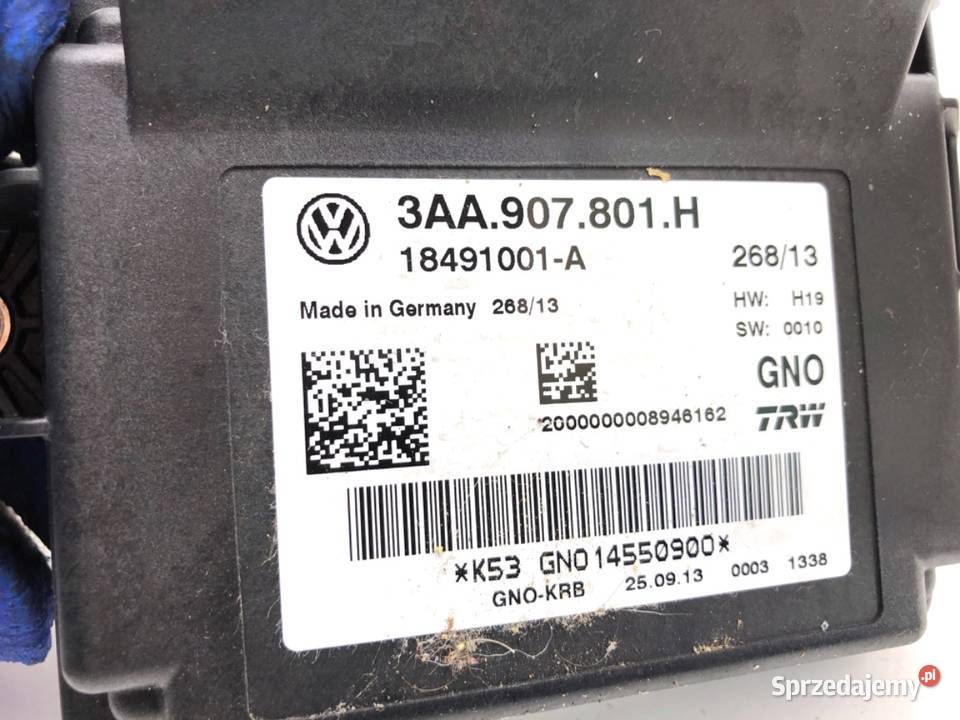 3AA.907.801.H
18491001-A
268/13
Made in Germany 268/13
HW: H19
SW: 0010
GNO
2000000008946162
TRW
*K53 GNO14550900*
GNO-KRB 25.09.13 0003 1338
Sprzedajemy.pl